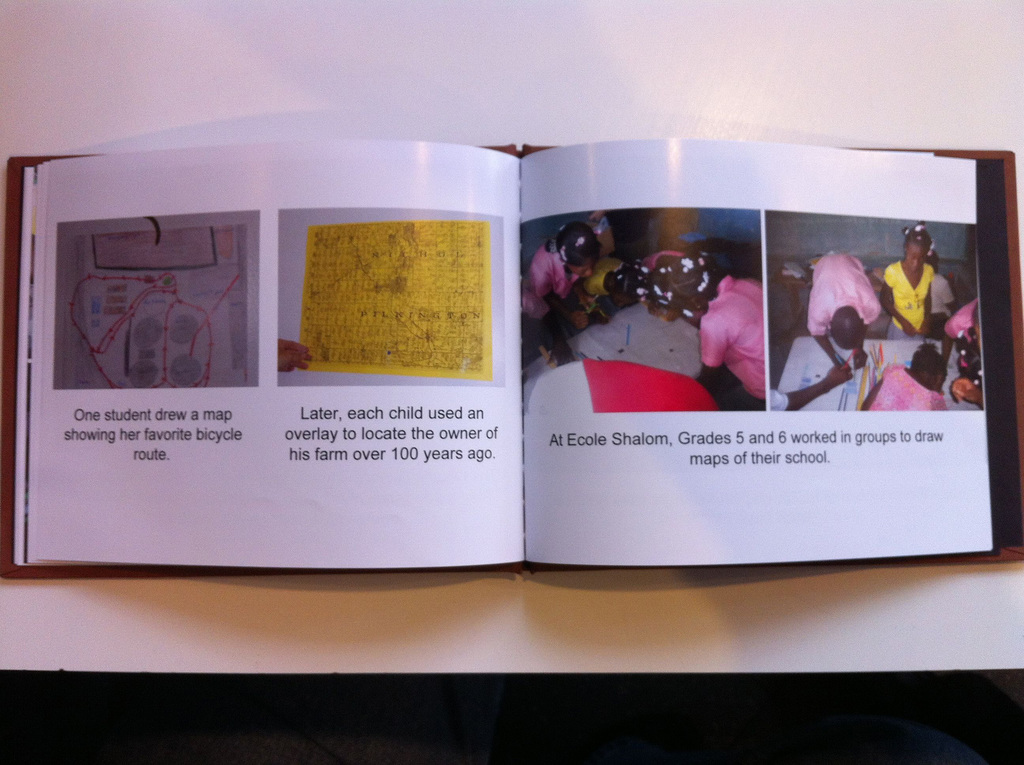 RICHOL
PILKINGTON
One student drew a map
showing her favorite bicycle
route.
Later, each child used an
overlay to locate the owner of
his farm over 100 years ago.
At Ecole Shalom, Grades 5 and 6 worked in groups to draw
maps of their school.